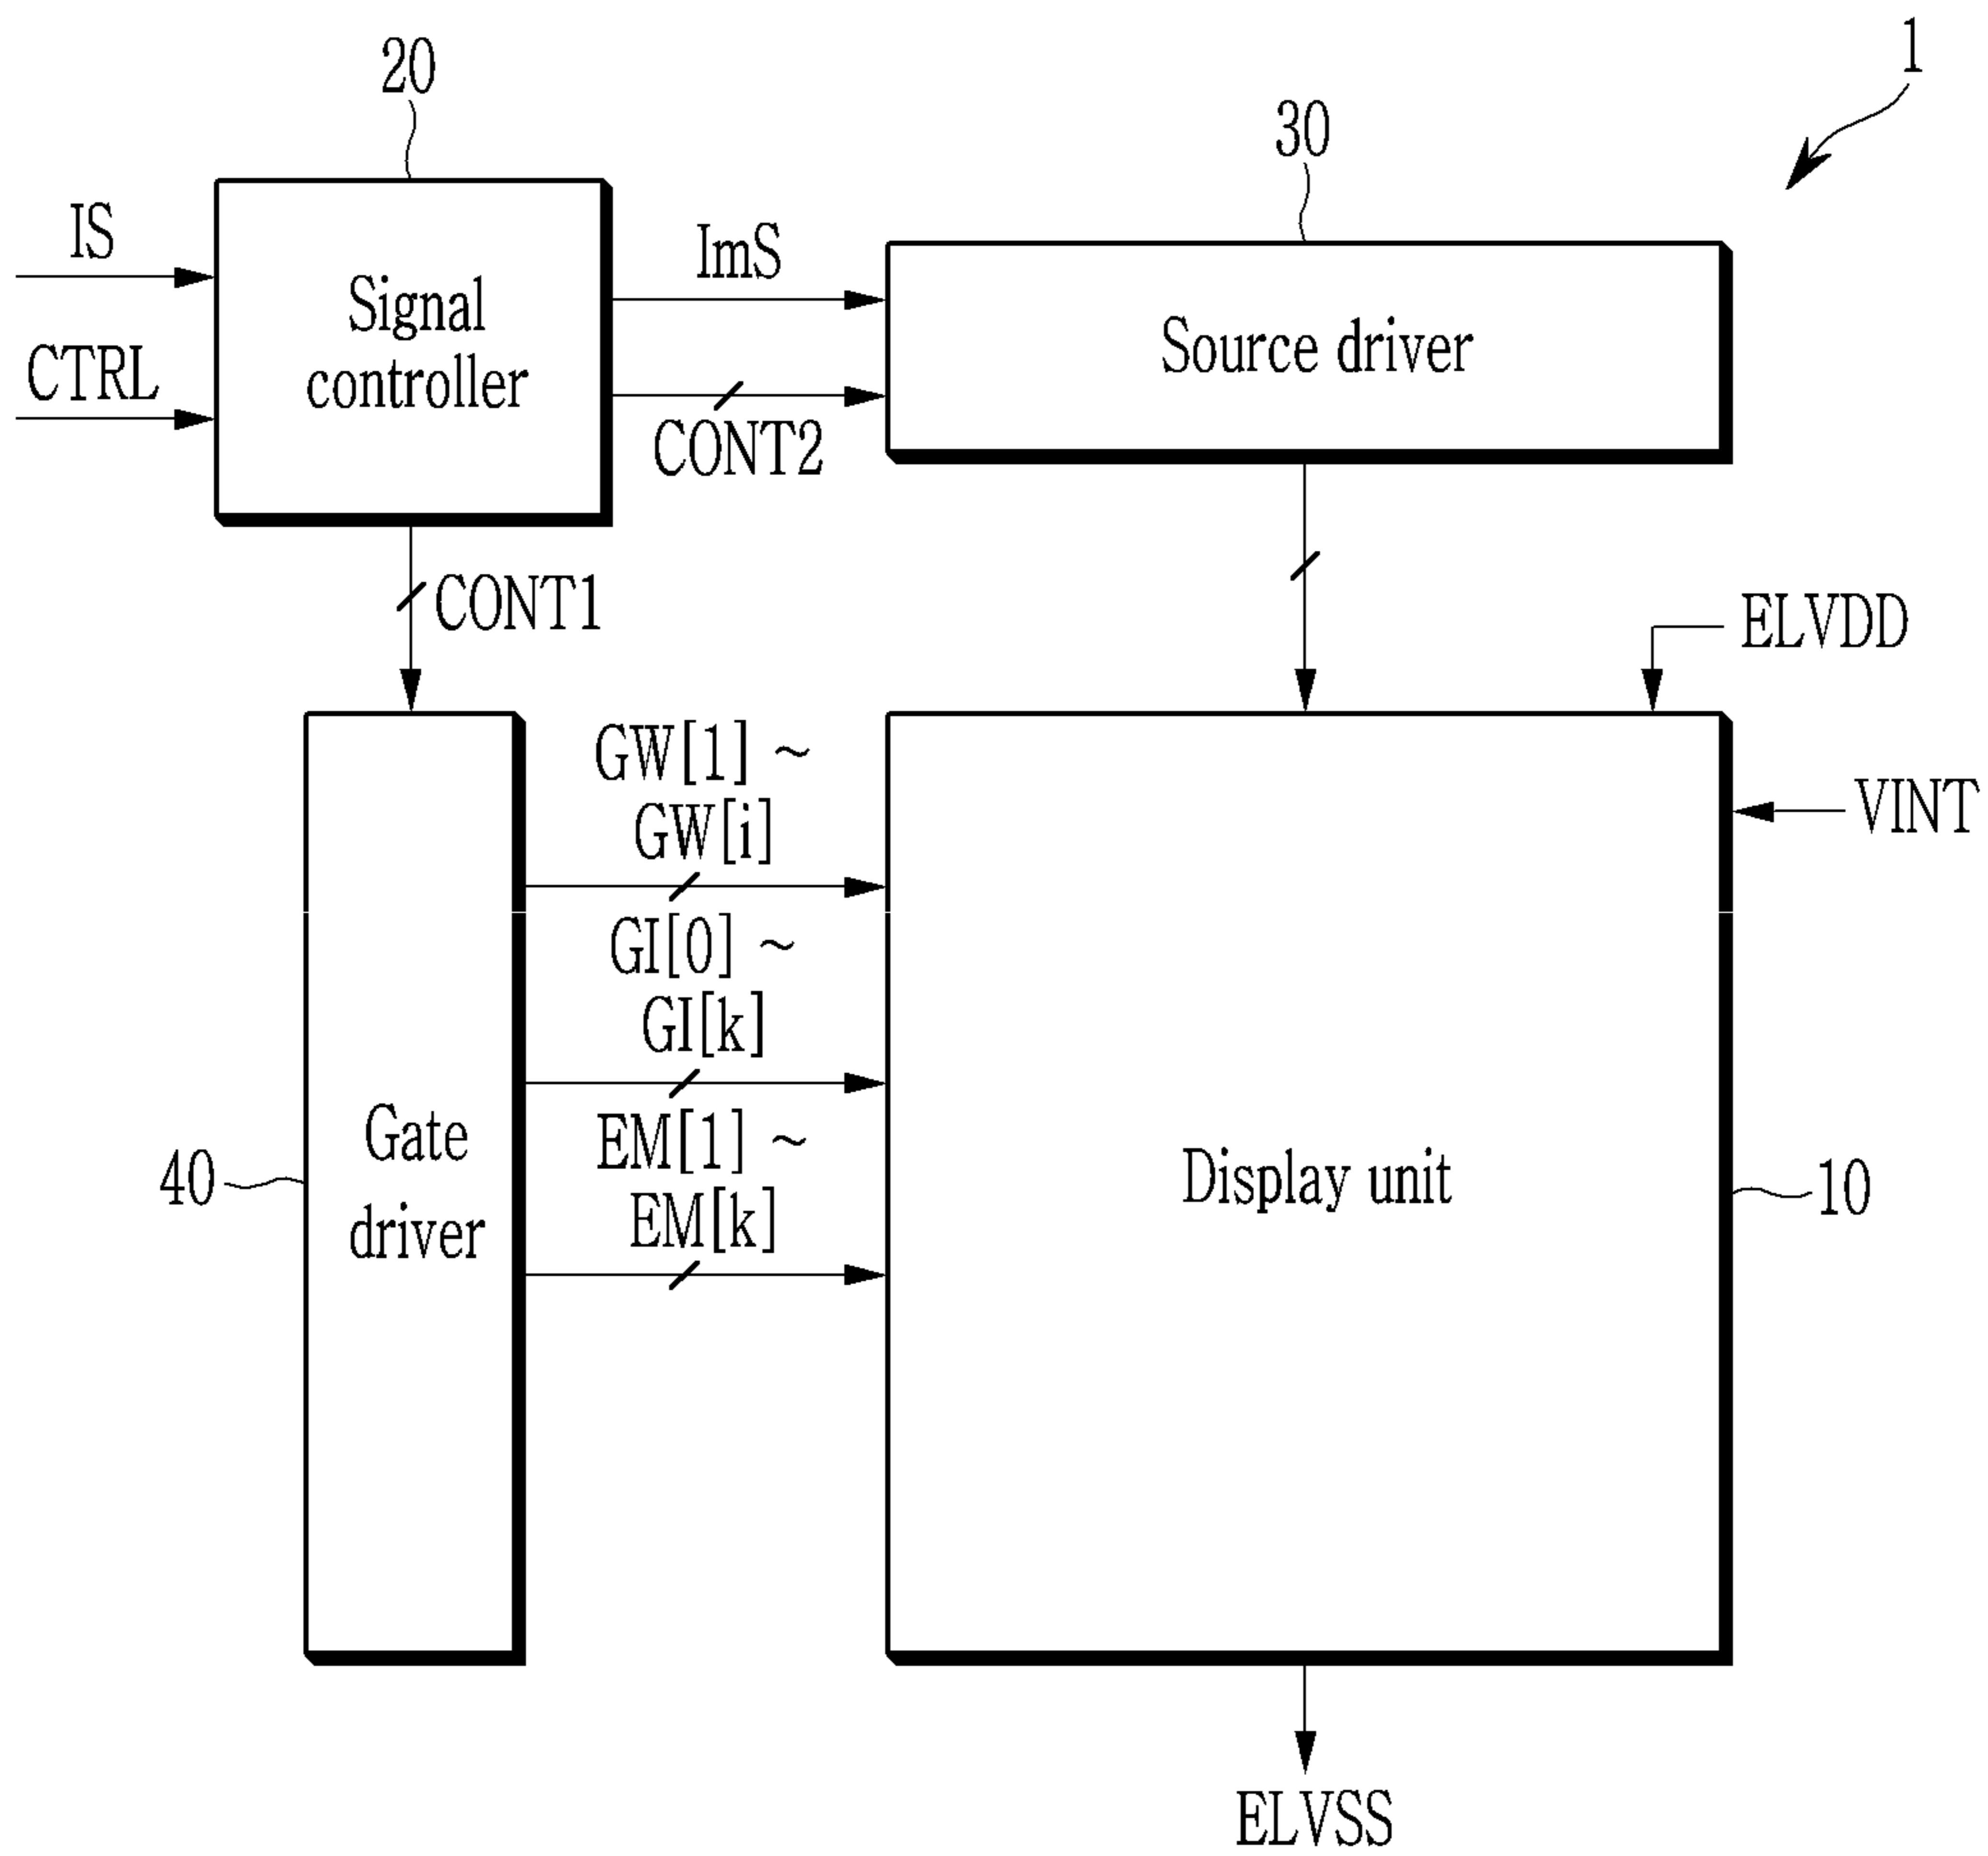 1
20
30
IS
ImS
Signal
controller
Source driver
CTRL
CONT2
CONT1
ELVDD
GW[1] ~
GW[i]
VINT
GI[0] ~
GI[k]
EM[1] ~
EM[k]
Gate
driver
40
Display unit
10
ELVSS